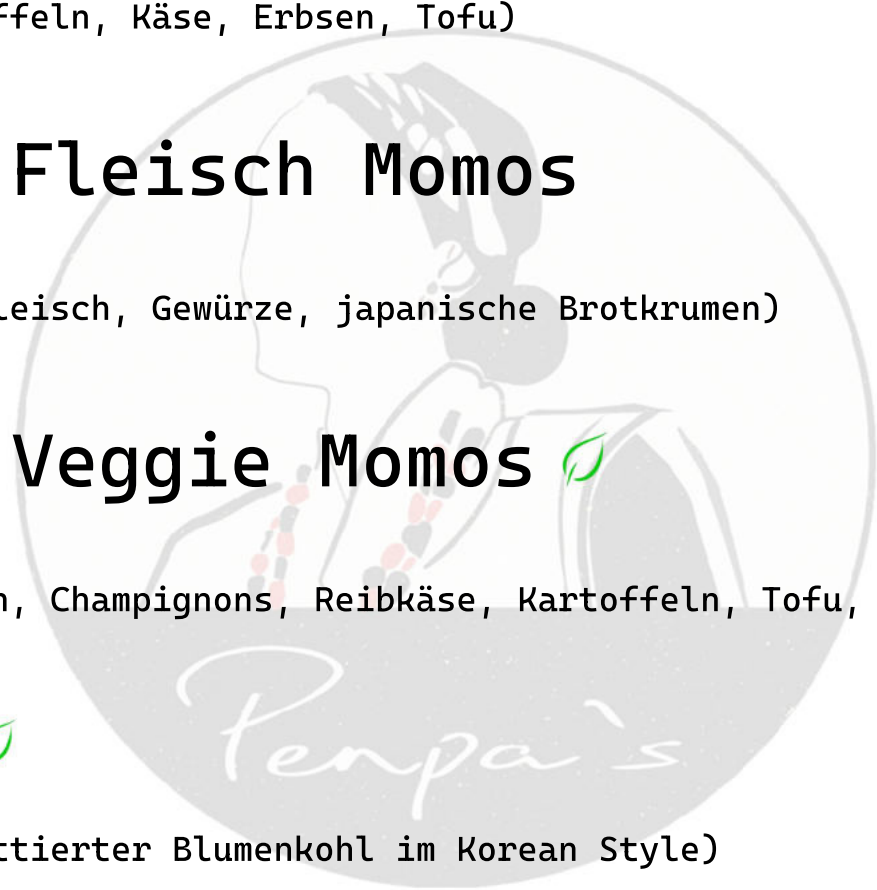 ffeln, Käse, Erbsen, Tofu)
Fleisch Momos
leisch, Gewürze, japanische Brotkrumen)
Veggie Momos
n, Champignons, Reibkäse, Kartoffeln, Tofu,
Penpa`s
ttierter Blumenkohl im Korean Style)